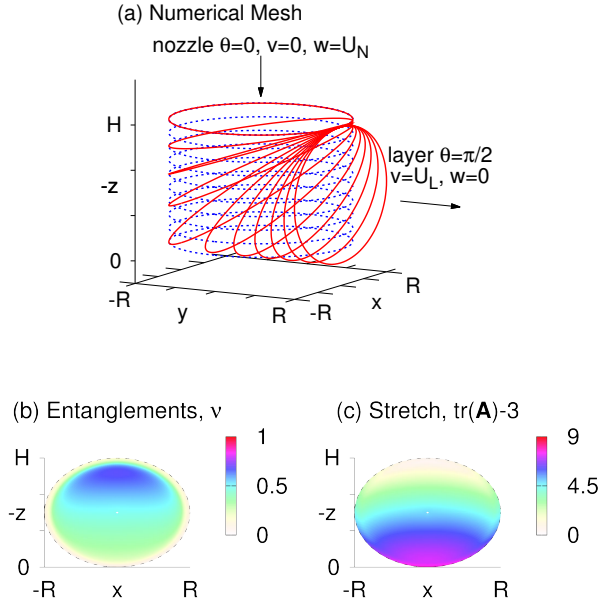 (a) Numerical Mesh
nozzle θ=0, v=0, w=U_N
H
layer θ=π/2
v=U_L, w=0
-z
0
-R
y
R
-R
x
R
(b) Entanglements, ν
(c) Stretch, tr(A)-3
H
-z
0
-R
x
R
1
0.5
0
H
-z
0
-R
x
R
9
4.5
0